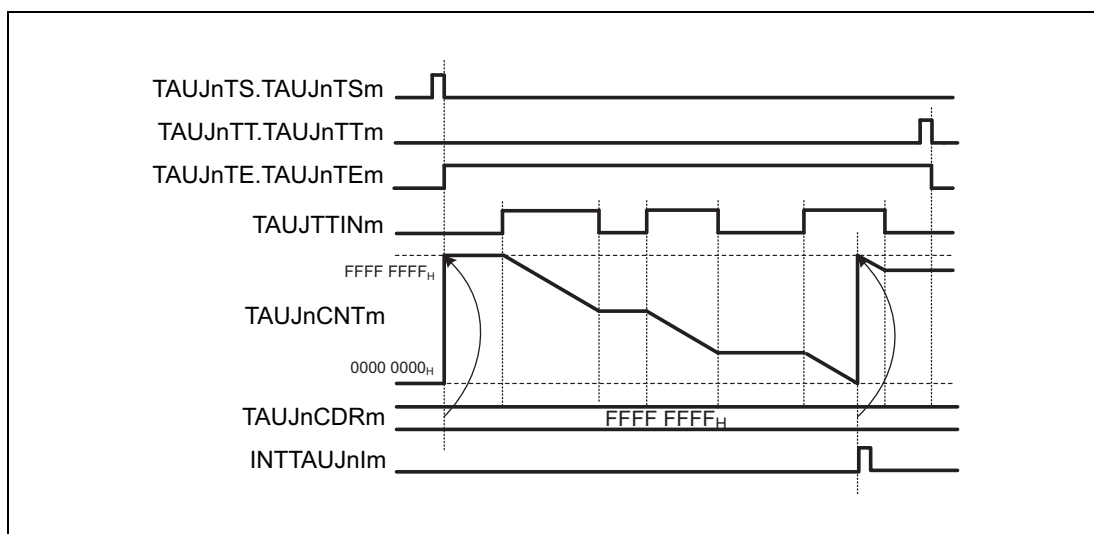 TAUJnTS.TAUJnTSm
TAUJnTT.TAUJnTTm
TAUJnTE.TAUJnTEm
TAUJTTINm
FFFF FFFFH
TAUJnCNTm
0000 0000H
TAUJnCDRm FFFF FFFFH
INTTAUJnIm